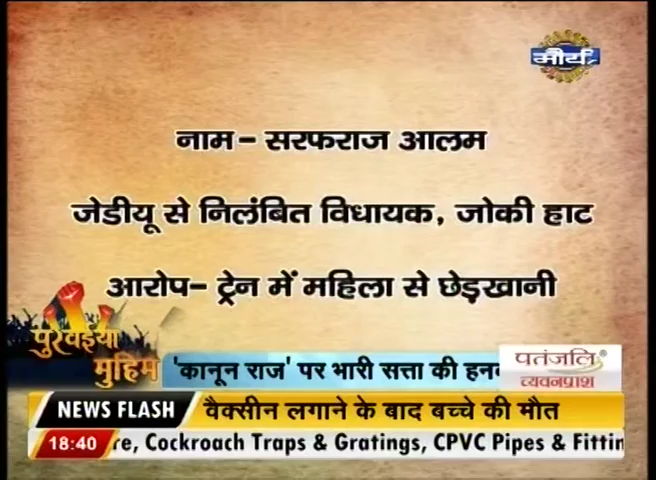 मौर्य
नाम - सरफराज आलम
जेडीयू से निलंबित विधायक, जोकी हाट
आरोप- ट्रेन में महिला से छेड़खानी
पुरवईया
मुहिम
'कानून राज' पर भारी सत्ता की हनक
पतंजलि
च्यवनप्राश
NEWS FLASH
वैक्सीन लगाने के बाद बच्चे की मौत
18:40
re, Cockroach Traps & Gratings, CPVC Pipes & Fittin